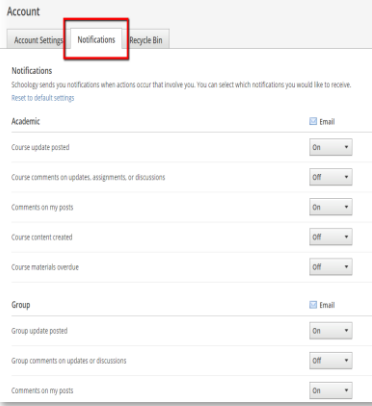 Account
Account Settings Notifications Recycle Bin
Notifications
Schoology sends you notifications when actions occur that involve you. You can select which notifications you would like to receive.
Reset to default settings
Academic Email
Course update posted On
Course comments on updates, assignments, or discussions Off
Comments on my posts On
Course content created Off
Course materials overdue Off
Group Email
Group update posted On
Group comments on updates or discussions Off
Comments on my posts On